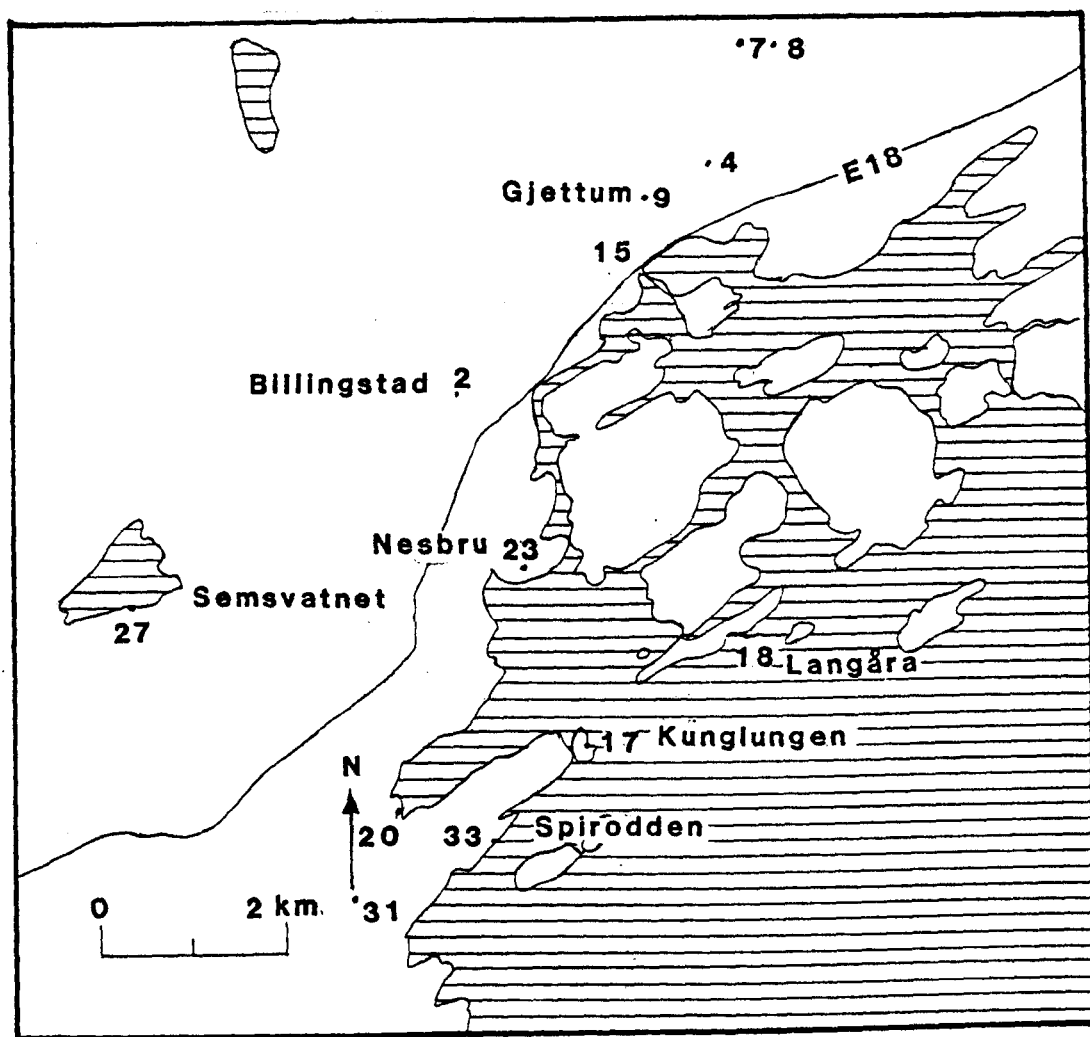 7 8
4
E18
Gjettum 9
15
Billingstad 2
Nesbru 23
Semsvatnet
27
18 Langåra
17 Kunglungen
N
20 33 Spirodden
0 2 km. 31